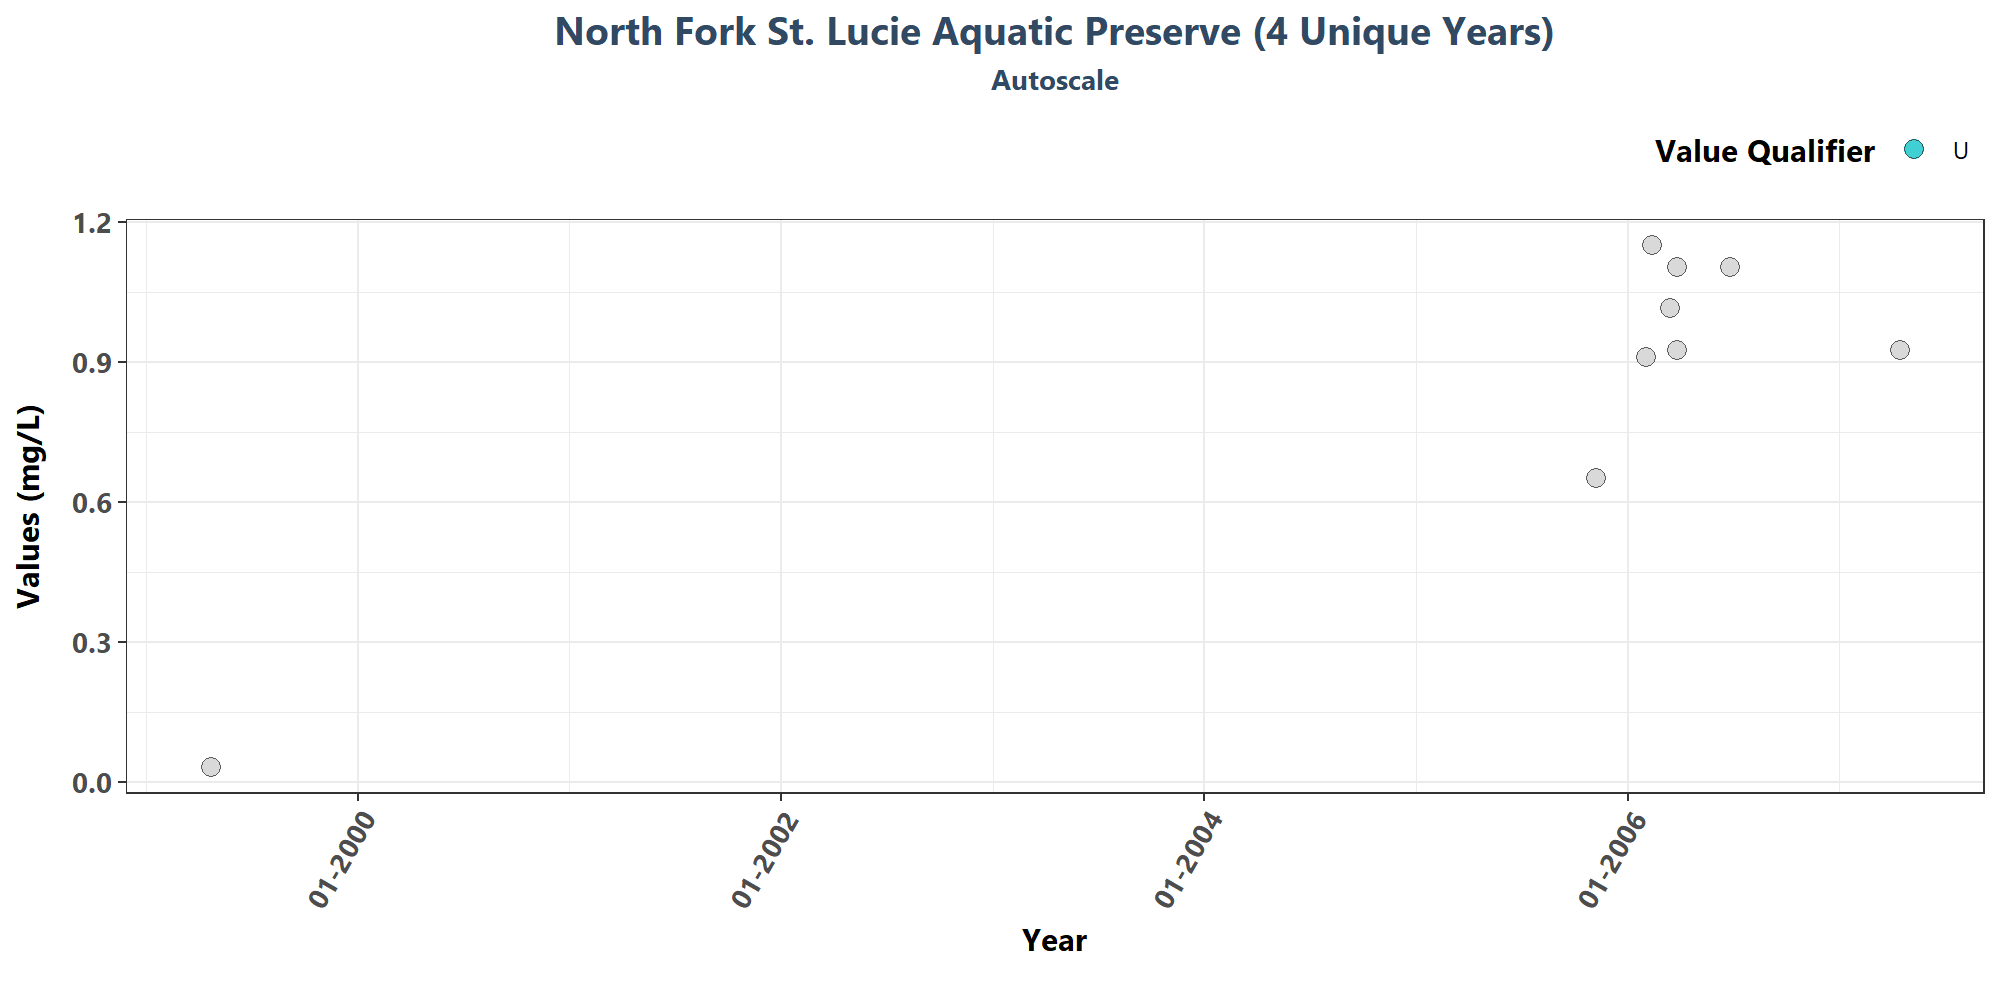 North Fork St. Lucie Aquatic Preserve (4 Unique Years)
Autoscale
Value Qualifier U
1.2
0.9
0.6
0.3
0.0
Values (mg/L)
01-2000
01-2002
01-2004
01-2006
Year